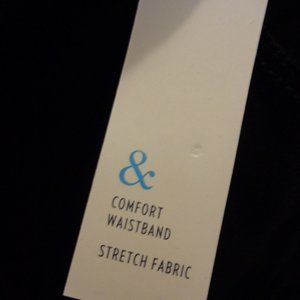 &
COMFORT
WAISTBAND
STRETCH FABRIC